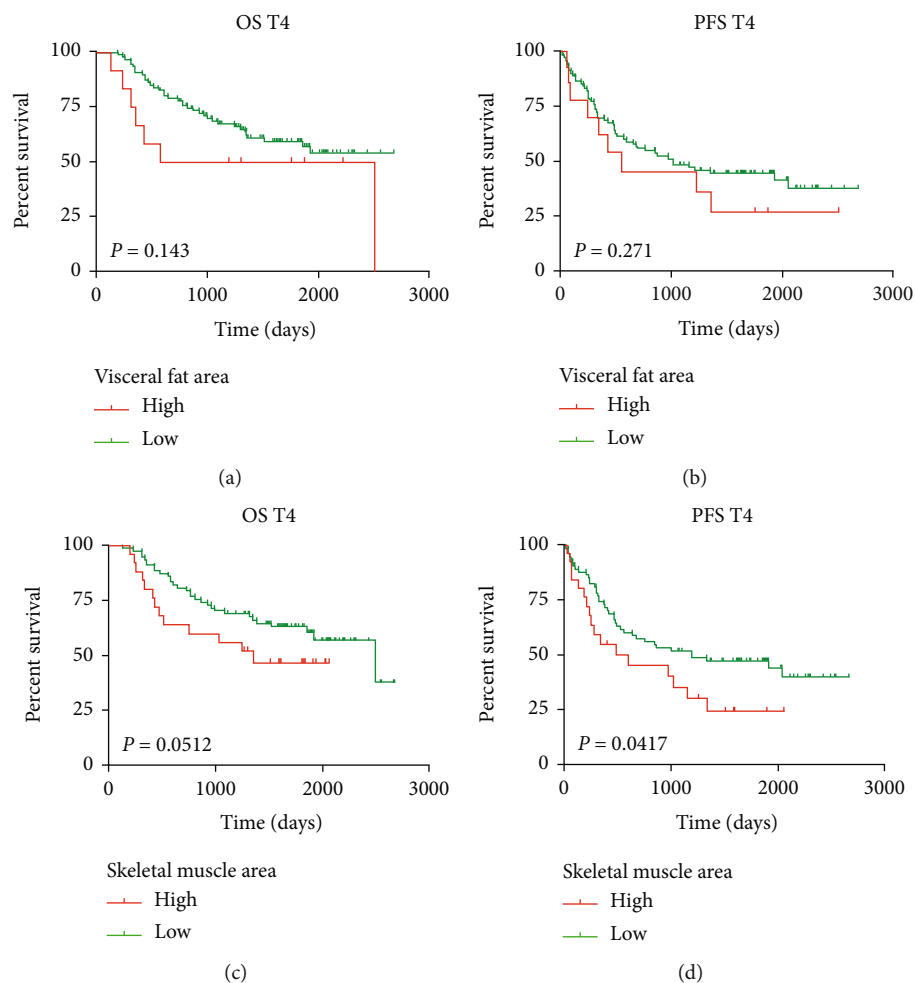 OS T4
Percent survival
100
75
50
25
0
P = 0.143
0 1000 2000 3000
Time (days)
Visceral fat area
High
Low
(a)
PFS T4
Percent survival
100
75
50
25
0
P = 0.271
0 1000 2000 3000
Time (days)
Visceral fat area
High
Low
(b)
OS T4
Percent survival
100
75
50
25
0
P = 0.0512
0 1000 2000 3000
Time (days)
Skeletal muscle area
High
Low
(c)
PFS T4
Percent survival
100
75
50
25
0
P = 0.0417
0 1000 2000 3000
Time (days)
Skeletal muscle area
High
Low
(d)